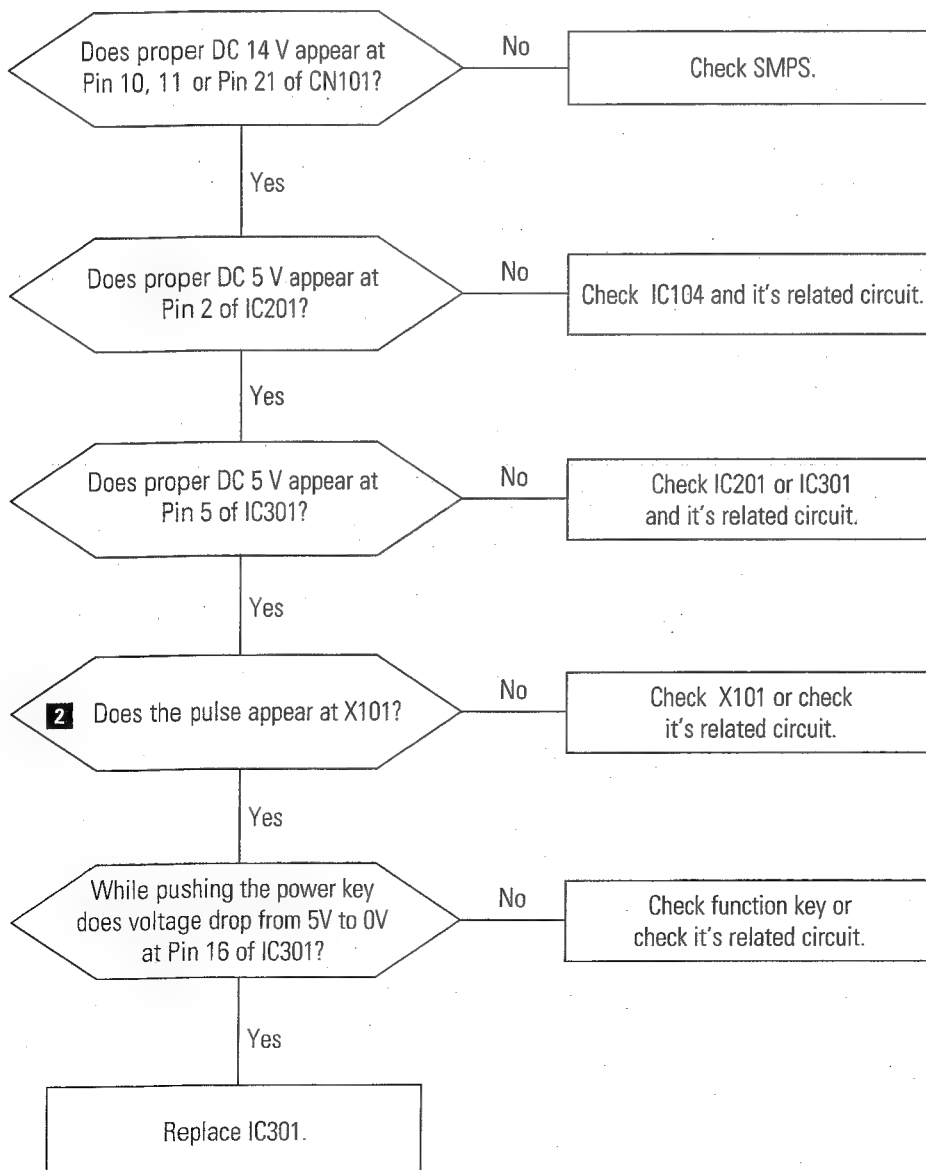 Does proper DC 14 V appear at
Pin 10, 11 or Pin 21 of CN101?
No
Check SMPS.
Yes
Does proper DC 5 V appear at
Pin 2 of IC201?
No
Check IC104 and it's related circuit.
Yes
Does proper DC 5 V appear at
Pin 5 of IC301?
No
Check IC201 or IC301
and it's related circuit.
Yes
2 Does the pulse appear at X101?
No
Check X101 or check
it's related circuit.
Yes
While pushing the power key
does voltage drop from 5V to 0V
at Pin 16 of IC301?
No
Check function key or
check it's related circuit.
Yes
Replace IC301.